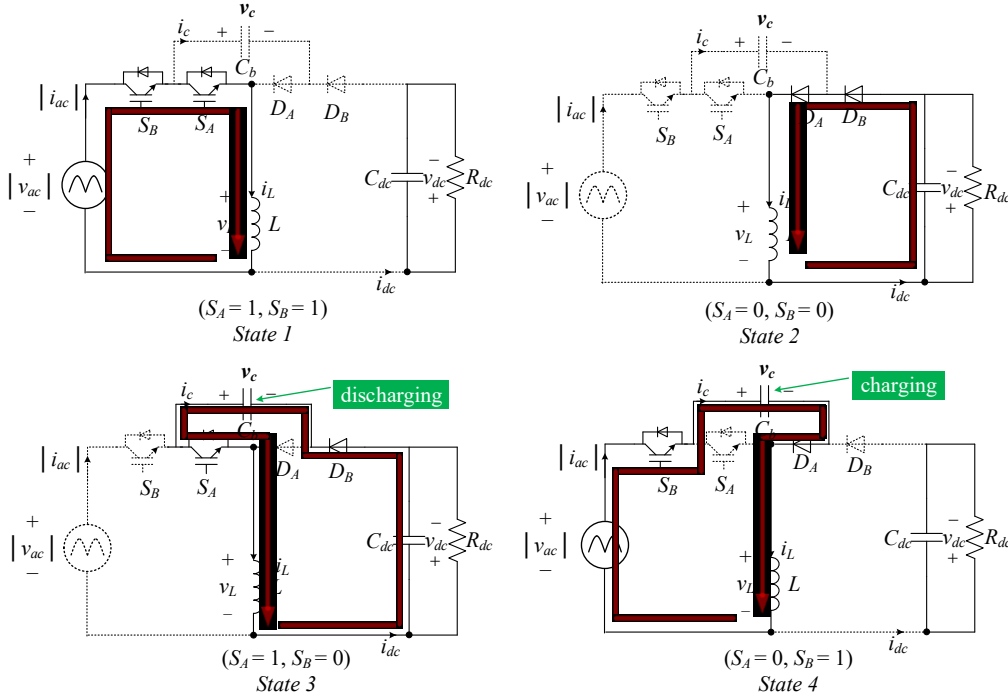 v_c
i_c + −
C_b
|i_ac|
S_B S_A D_A D_B
+
|v_ac|
−
i_L
+
v_L L
−
C_dc
−
v_dc
+
R_dc
i_dc
(S_A = 1, S_B = 1)
State 1
v_c
i_c + −
C_b
|i_ac|
S_B S_A D_A D_B
+
|v_ac|
−
i_L
+
v_L
−
C_dc
−
v_dc
+
R_dc
i_dc
(S_A = 0, S_B = 0)
State 2
v_c
i_c + −
discharging
C_b
|i_ac|
S_B S_A D_A D_B
+
|v_ac|
−
i_L
+
v_L L
−
C_dc
−
v_dc
+
R_dc
i_dc
(S_A = 1, S_B = 0)
State 3
v_c
i_c + −
charging
C_b
|i_ac|
S_B S_A D_A D_B
+
|v_ac|
−
i_L
+
v_L L
−
C_dc
−
v_dc
+
R_dc
i_dc
(S_A = 0, S_B = 1)
State 4